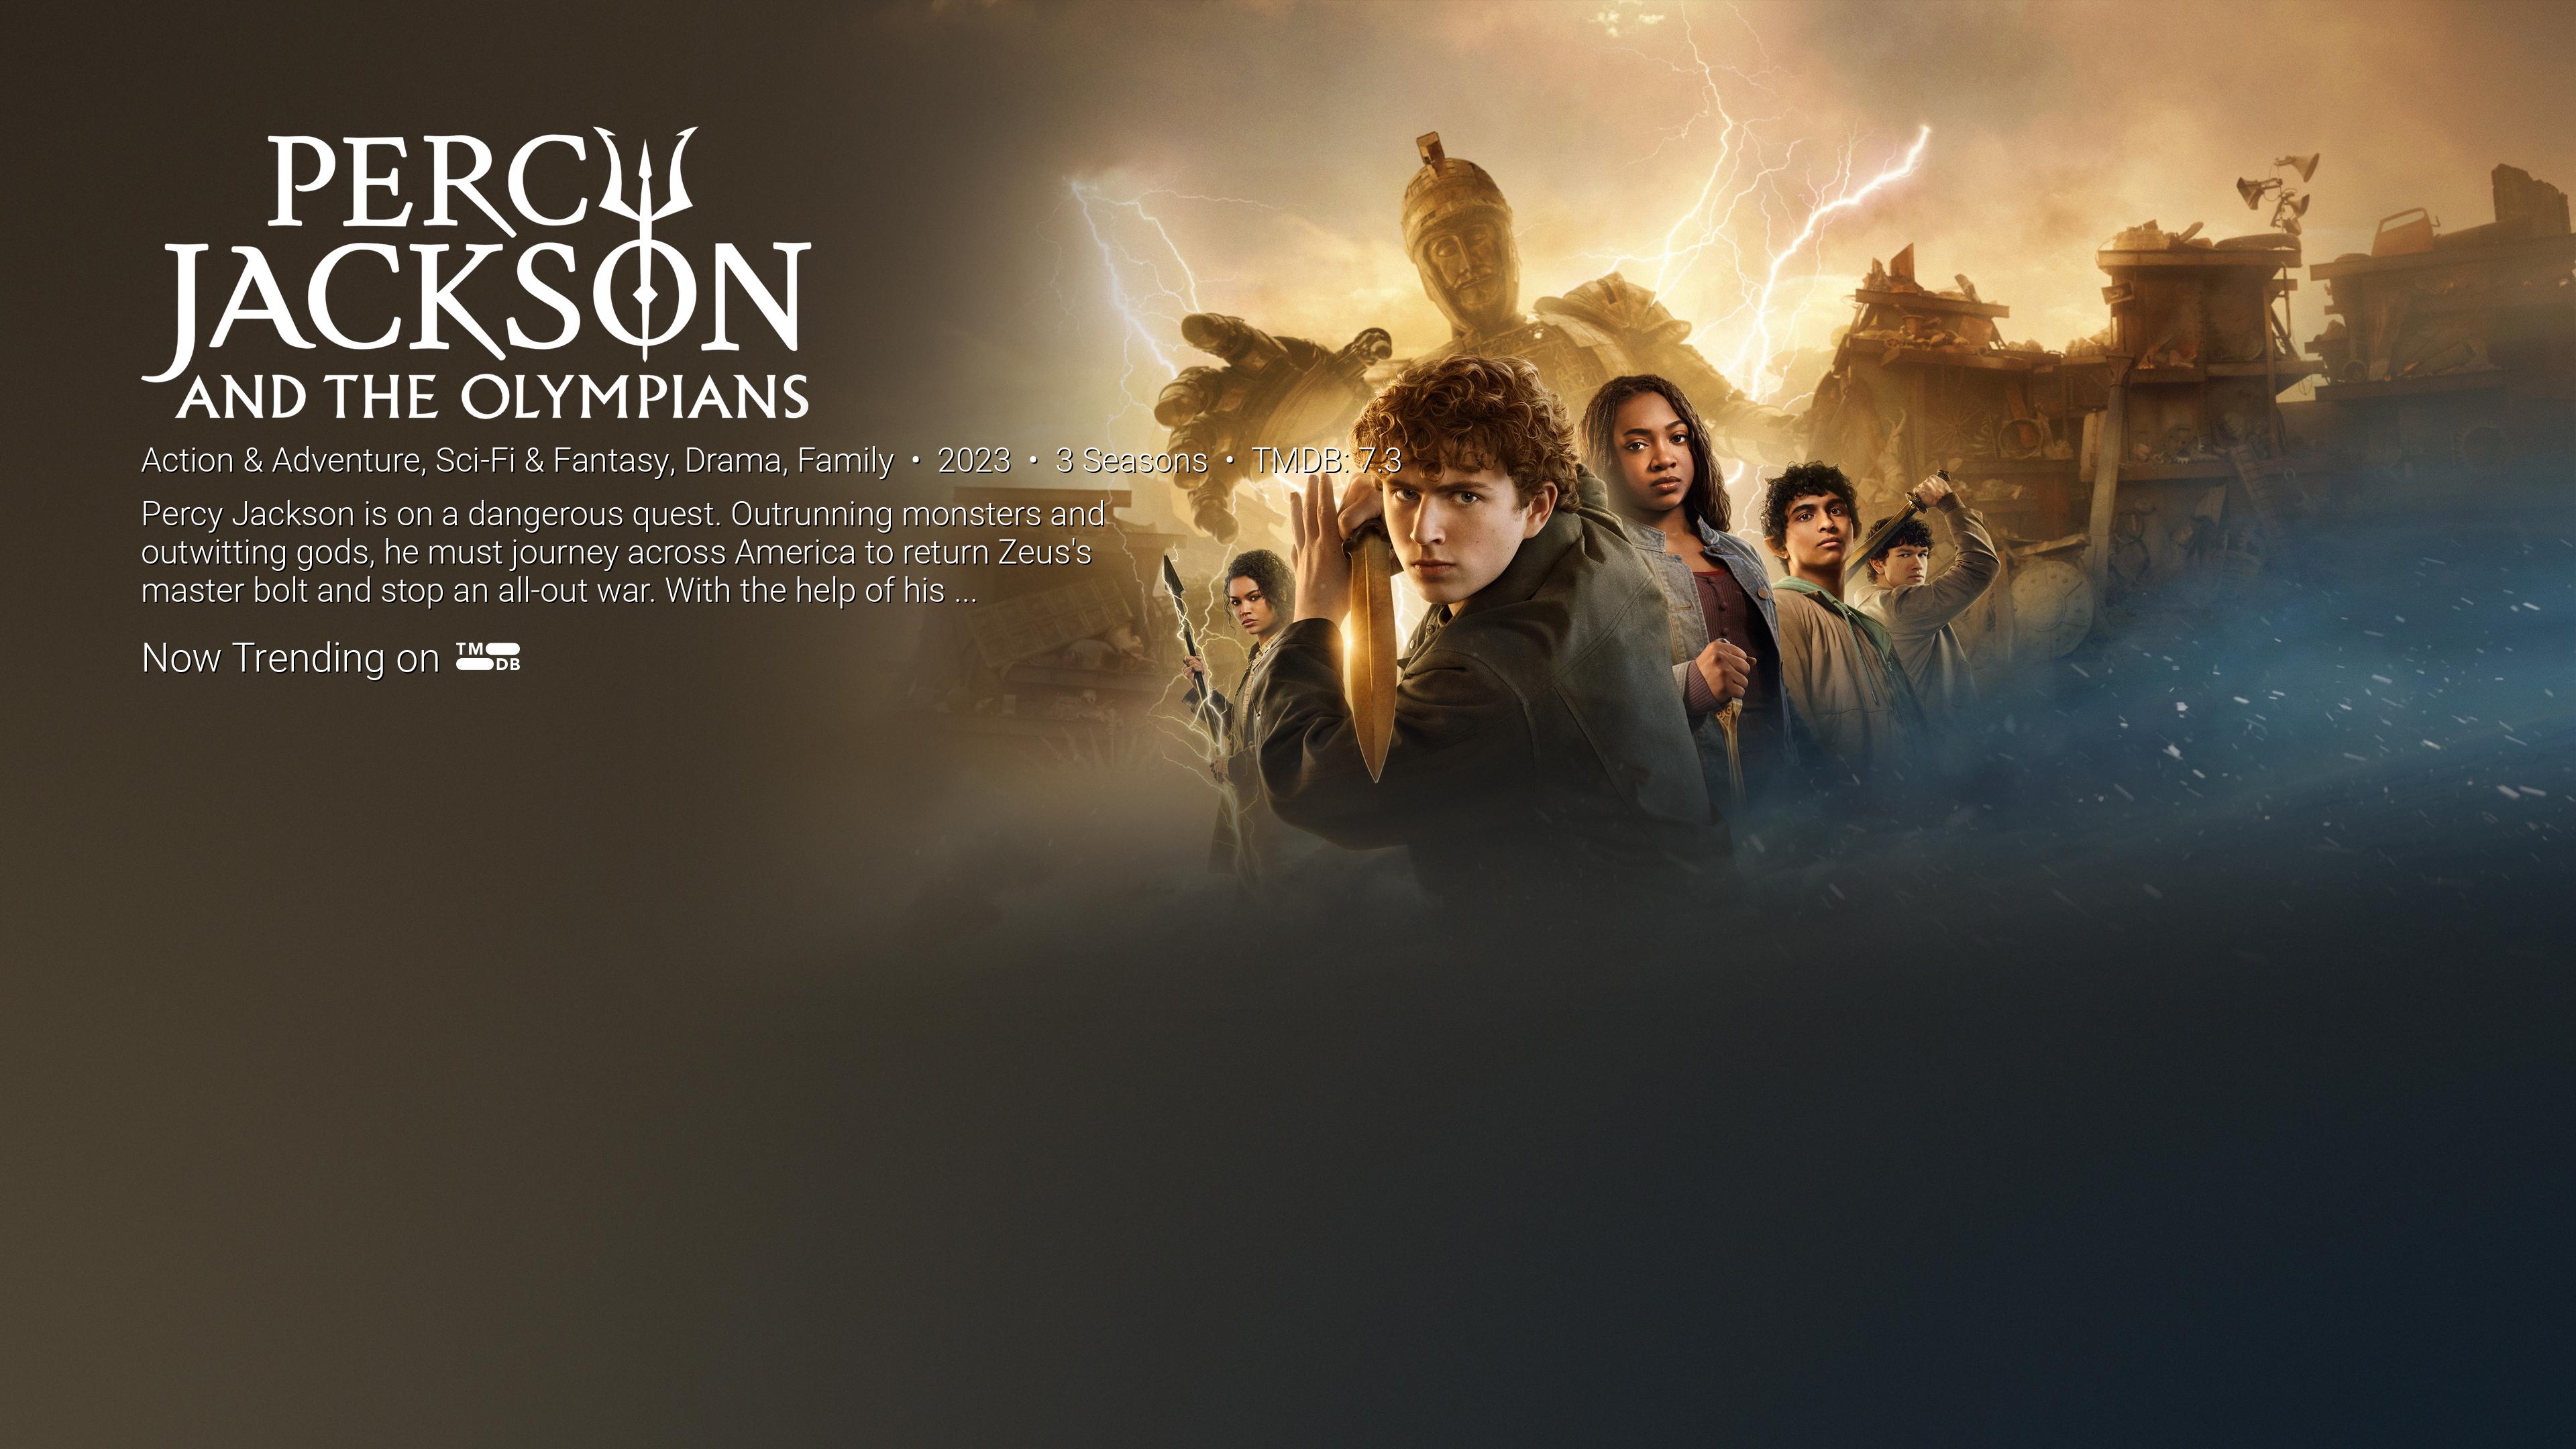 PERCY
JACKSON
AND THE OLYMPIANS
Action & Adventure, Sci-Fi & Fantasy, Drama, Family • 2023 • 3 Seasons • TMDB: 7.3
Percy Jackson is on a dangerous quest. Outrunning monsters and
outwitting gods, he must journey across America to return Zeus's
master bolt and stop an all-out war. With the help of his ...
Now Trending on TMDB